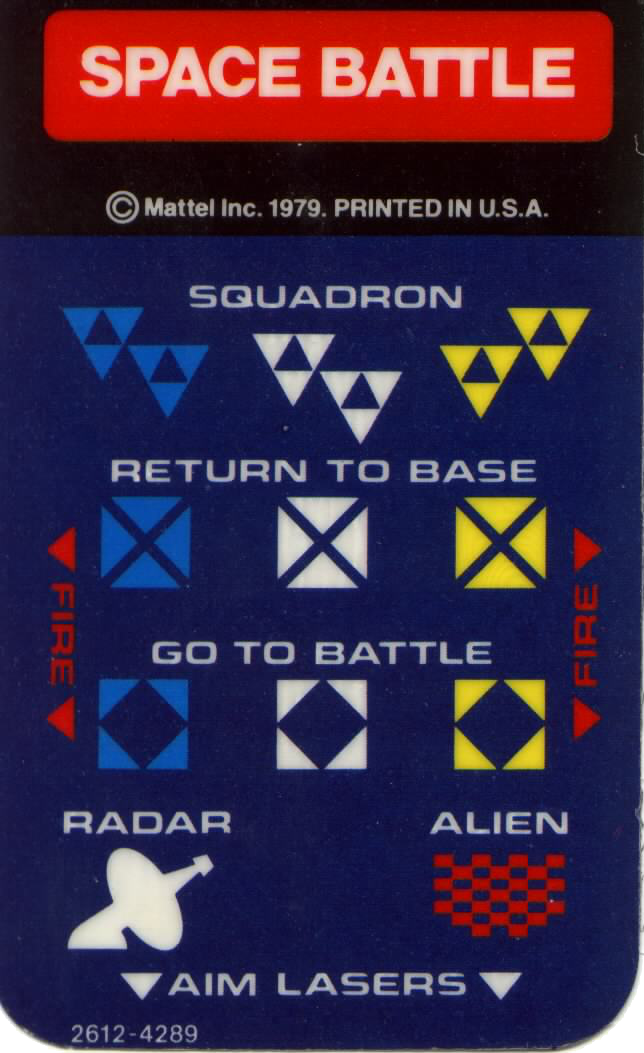 SPACE BATTLE
© Mattel Inc. 1979. PRINTED IN U.S.A.
SQUADRON
RETURN TO BASE
FIRE
FIRE
GO TO BATTLE
RADAR
ALIEN
AIM LASERS
2612-4289